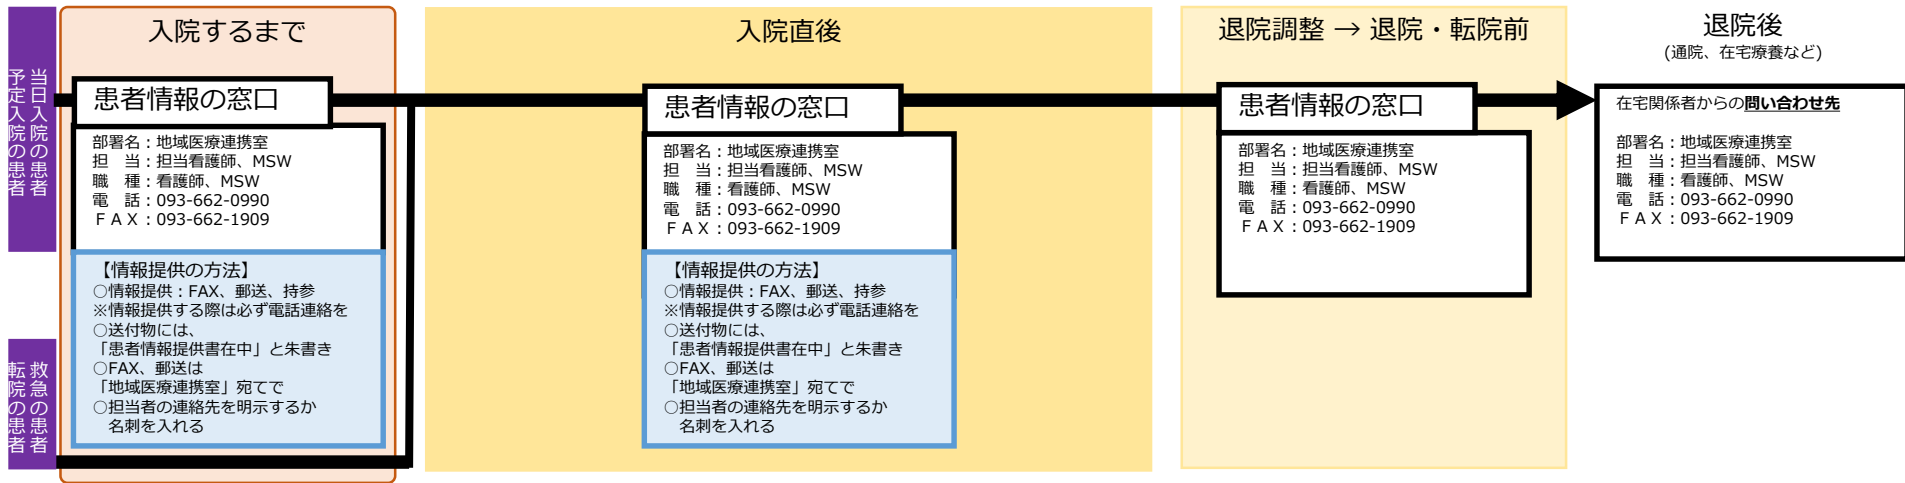 当日入院の患者
予定入院の患者
救急の患者
転院の患者
入院するまで
患者情報の窓口
部署名：地域医療連携室
担　当：担当看護師、MSW
職　種：看護師、MSW
電　話：093-662-0990
ＦＡＸ：093-662-1909
【情報提供の方法】
○情報提供：FAX、郵送、持参
※情報提供する際は必ず電話連絡を
○送付物には、
「患者情報提供書在中」と朱書き
○FAX、郵送は
「地域医療連携室」宛てで
○担当者の連絡先を明示するか
名刺を入れる
入院直後
患者情報の窓口
部署名：地域医療連携室
担　当：担当看護師、MSW
職　種：看護師、MSW
電　話：093-662-0990
ＦＡＸ：093-662-1909
【情報提供の方法】
○情報提供：FAX、郵送、持参
※情報提供する際は必ず電話連絡を
○送付物には、
「患者情報提供書在中」と朱書き
○FAX、郵送は
「地域医療連携室」宛てで
○担当者の連絡先を明示するか
名刺を入れる
退院調整 → 退院・転院前
患者情報の窓口
部署名：地域医療連携室
担　当：担当看護師、MSW
職　種：看護師、MSW
電　話：093-662-0990
ＦＡＸ：093-662-1909
退院後
(通院、在宅療養など)
在宅関係者からの問い合わせ先
部署名：地域医療連携室
担　当：担当看護師、MSW
職　種：看護師、MSW
電　話：093-662-0990
ＦＡＸ：093-662-1909